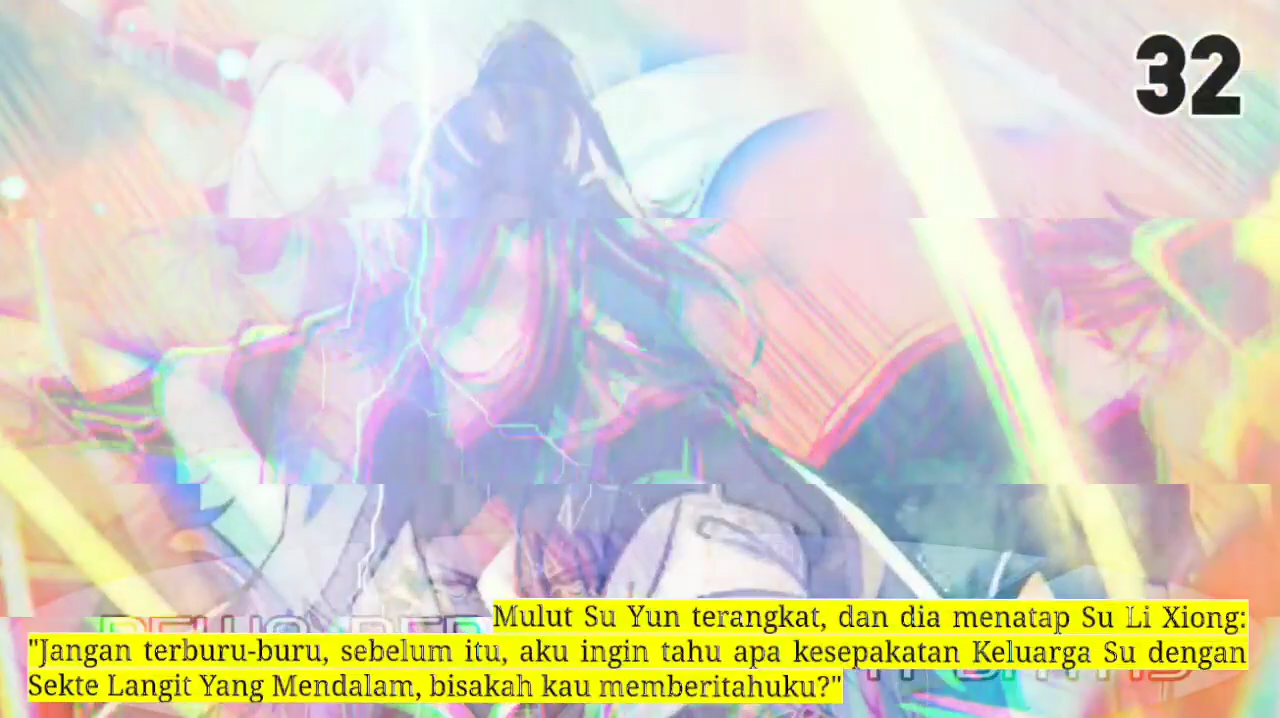 32
Mulut Su Yun terangkat, dan dia menatap Su Li Xiong:
"Jangan terburu-buru, sebelum itu, aku ingin tahu apa kesepakatan Keluarga Su dengan
Sekte Langit Yang Mendalam, bisakah kau memberitahuku?"